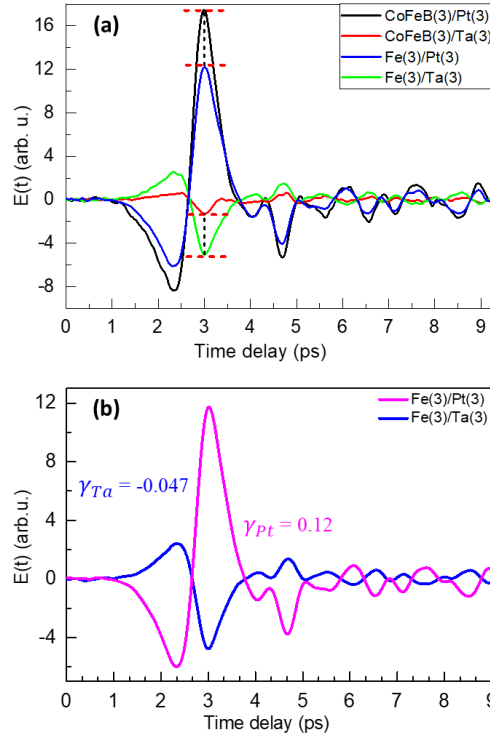 (a)
CoFeB(3)/Pt(3)
CoFeB(3)/Ta(3)
Fe(3)/Pt(3)
Fe(3)/Ta(3)
16
12
8
4
0
-4
-8
E(t) (arb. u.)
0 1 2 3 4 5 6 7 8 9
Time delay (ps)
(b)
Fe(3)/Pt(3)
Fe(3)/Ta(3)
12
8
4
0
-4
E(t) (arb.u.)
γTa = -0.047
γPt = 0.12
0 1 2 3 4 5 6 7 8 9
Time delay (ps)